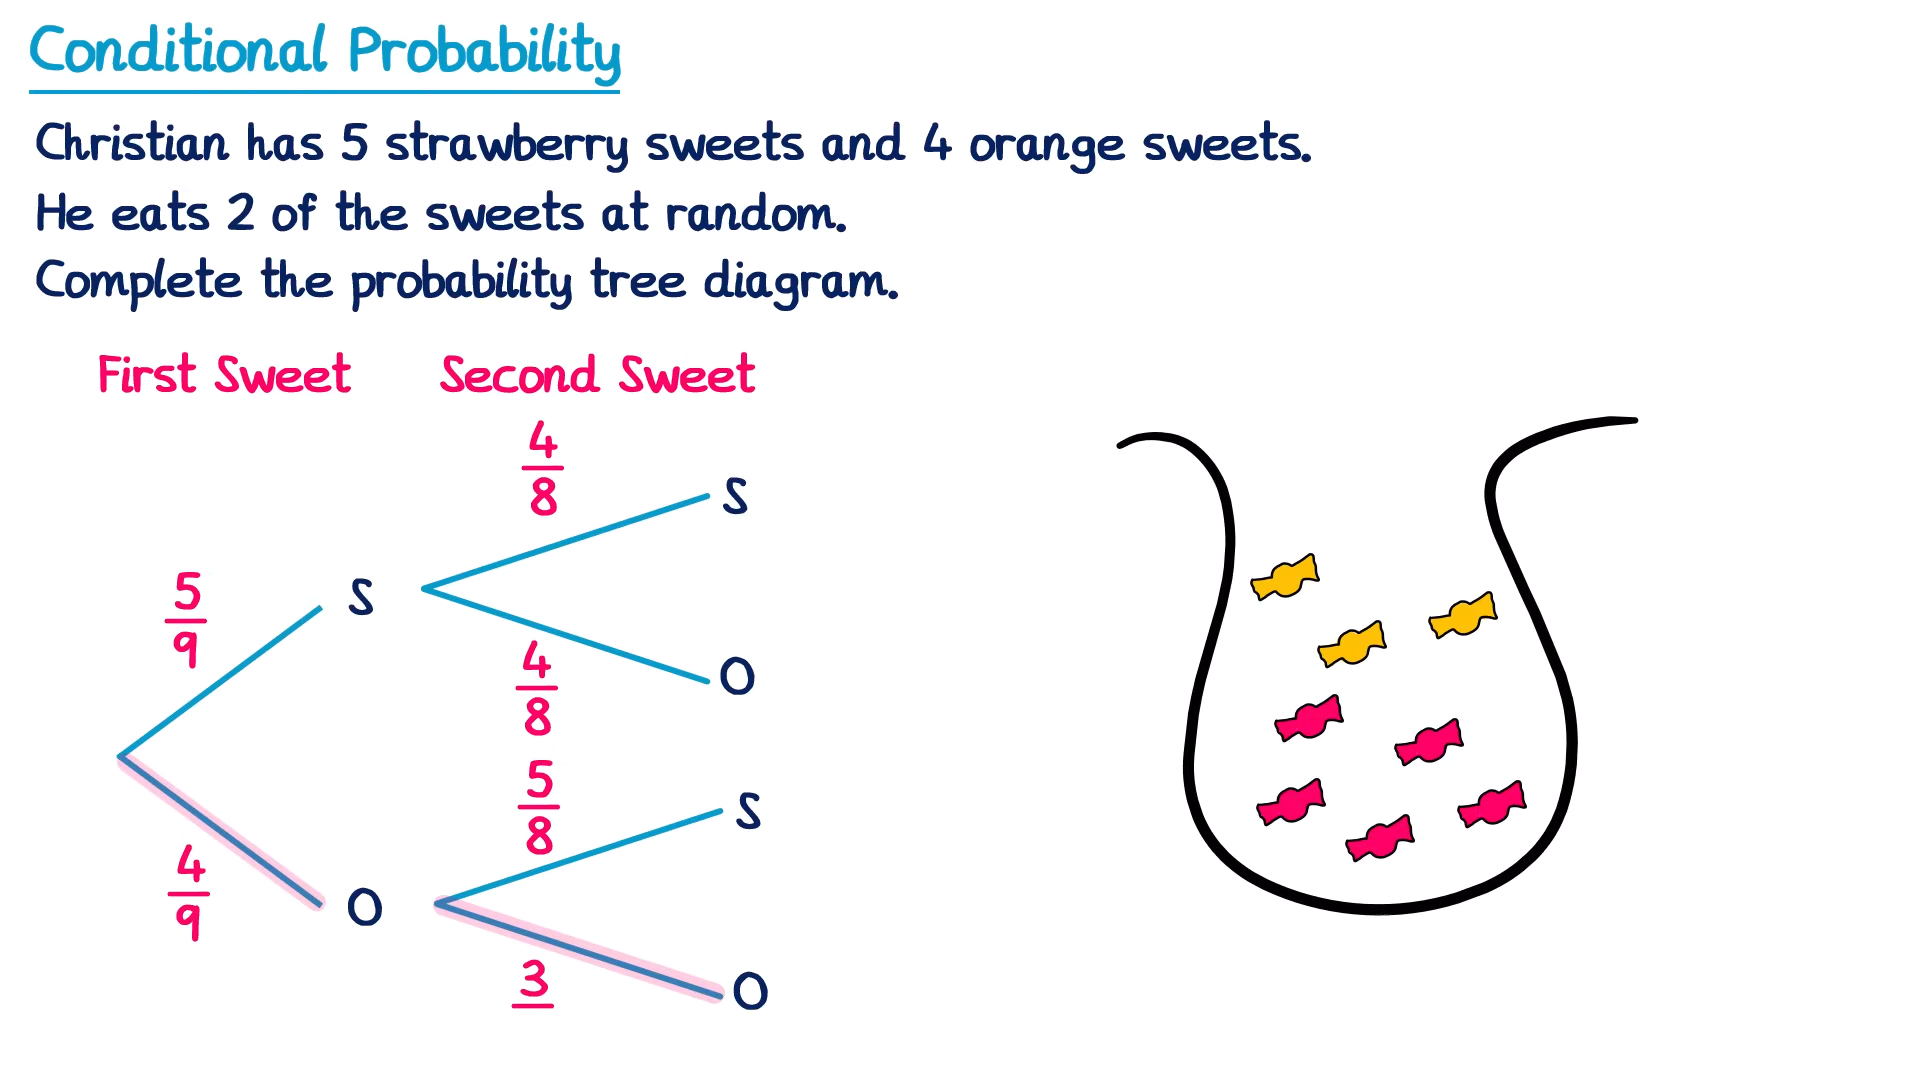 Conditional Probability
Christian has 5 strawberry sweets and 4 orange sweets.
He eats 2 of the sweets at random.
Complete the probability tree diagram.
First Sweet Second Sweet
4
8
S
5
9
S
4
8
O
5
8
S
4
9
O
3
O